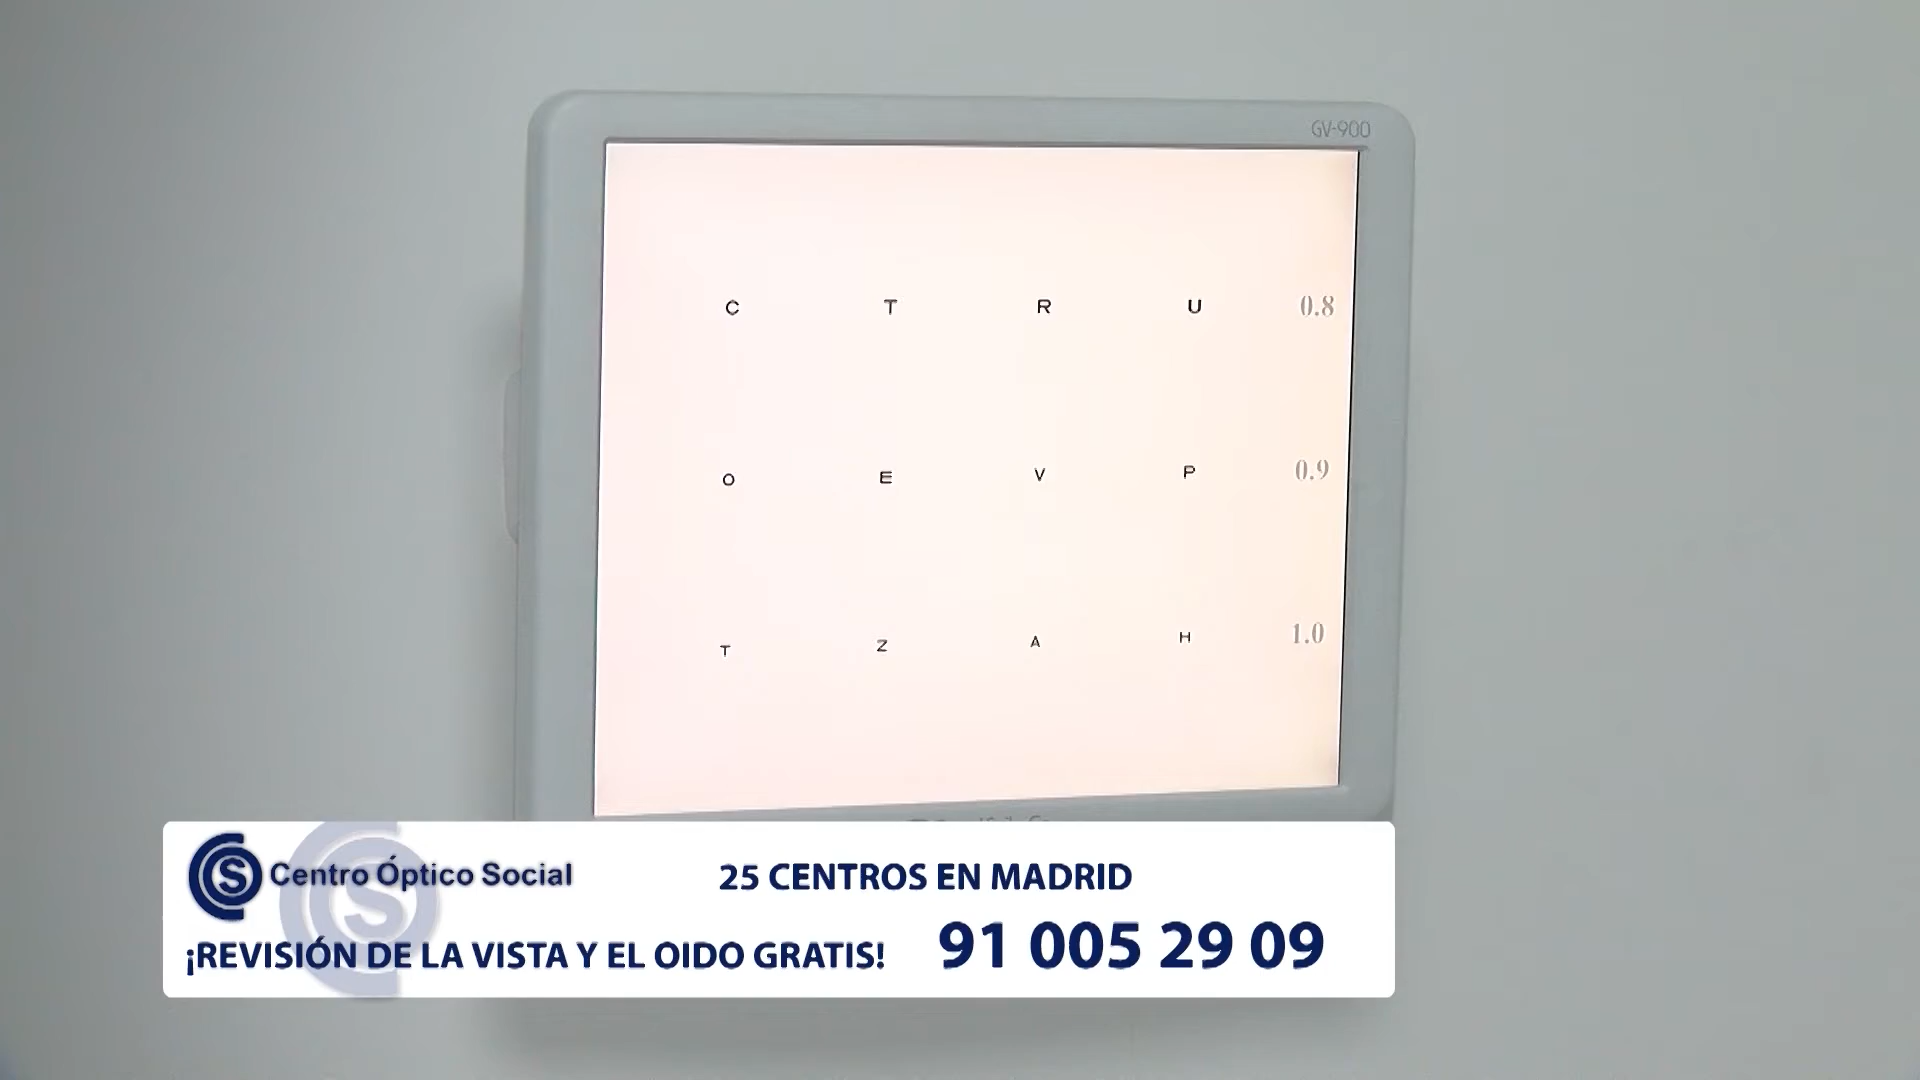 GV-900
C T R U 0.8
O E V P 0.9
T Z A H 1.0
CS Centro Óptico Social
25 CENTROS EN MADRID
¡REVISIÓN DE LA VISTA Y EL OIDO GRATIS!
91 005 29 09